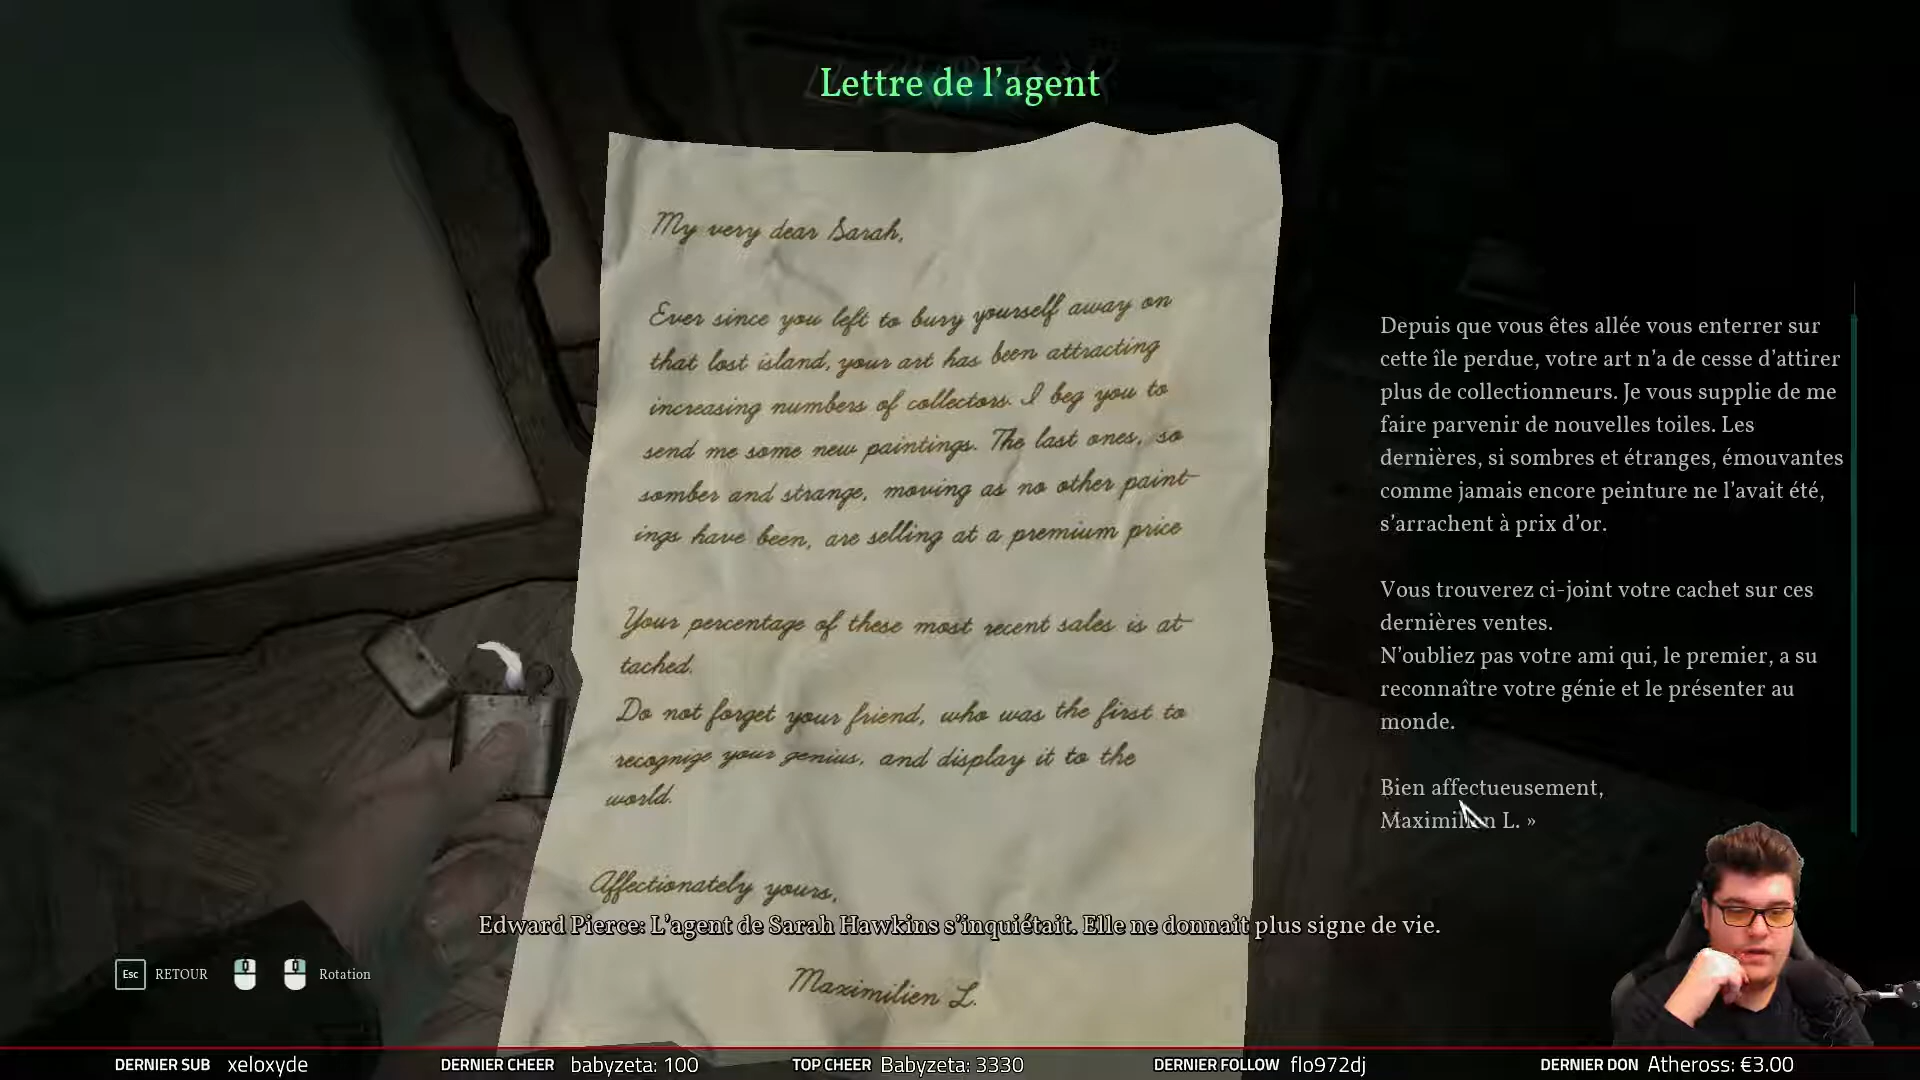 Lettre de l’agent
My very dear Sarah,
Ever since you left to bury yourself away on
that lost island, your art has been attracting
increasing numbers of collectors. I beg you to
send me some new paintings. The last ones, so
somber and strange, moving as no other paint-
ings have been, are selling at a premium price
Your percentage of these most recent sales is at-
tached.
Do not forget your friend, who was the first to
recognize your genius, and display it to the
world.
Affectionately yours,
Maximilien L.
Depuis que vous êtes allée vous enterrer sur
cette île perdue, votre art n’a de cesse d’attirer
plus de collectionneurs. Je vous supplie de me
faire parvenir de nouvelles toiles. Les
dernières, si sombres et étranges, émouvantes
comme jamais encore peinture ne l’avait été,
s’arrachent à prix d’or.
Vous trouverez ci-joint votre cachet sur ces
dernières ventes.
N’oubliez pas votre ami qui, le premier, a su
reconnaître votre génie et le présenter au
monde.
Bien affectueusement,
Maximilien L. »
Edward Pierce: L’agent de Sarah Hawkins s’inquiétait. Elle ne donnait plus signe de vie.
Esc RETOUR Rotation
DERNIER SUB xeloxyde DERNIER CHEER babyzeta: 100 TOP CHEER Babyzeta: 3330 DERNIER FOLLOW flo972dj DERNIER DON Atheross: €3.00